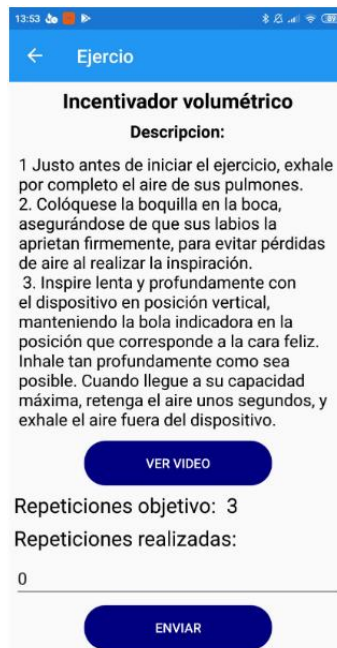 13:53
Ejercio
Incentivador volumétrico
Descripcion:
1 Justo antes de iniciar el ejercicio, exhale
por completo el aire de sus pulmones.
2. Colóquese la boquilla en la boca,
asegurándose de que sus labios la
aprietan firmemente, para evitar pérdidas
de aire al realizar la inspiración.
3. Inspire lenta y profundamente con
el dispositivo en posición vertical,
manteniendo la bola indicadora en la
posición que corresponde a la cara feliz.
Inhale tan profundamente como sea
posible. Cuando llegue a su capacidad
máxima, retenga el aire unos segundos, y
exhale el aire fuera del dispositivo.
VER VIDEO
Repeticiones objetivo: 3
Repeticiones realizadas:
0
ENVIAR